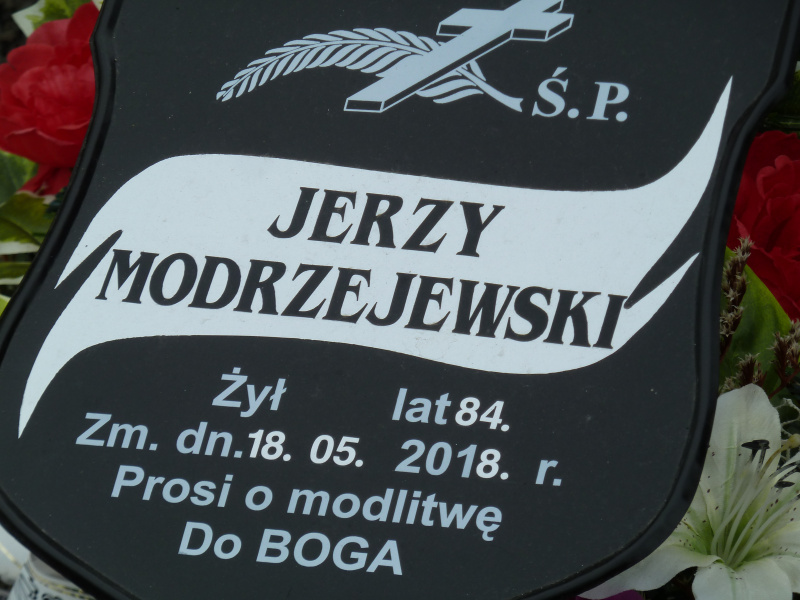 Ś.P.
JERZY
MODRZEJEWSKI
Żył lat 84.
Zm. dn. 18. 05. 2018. r.
Prosi o modlitwę
Do BOGA